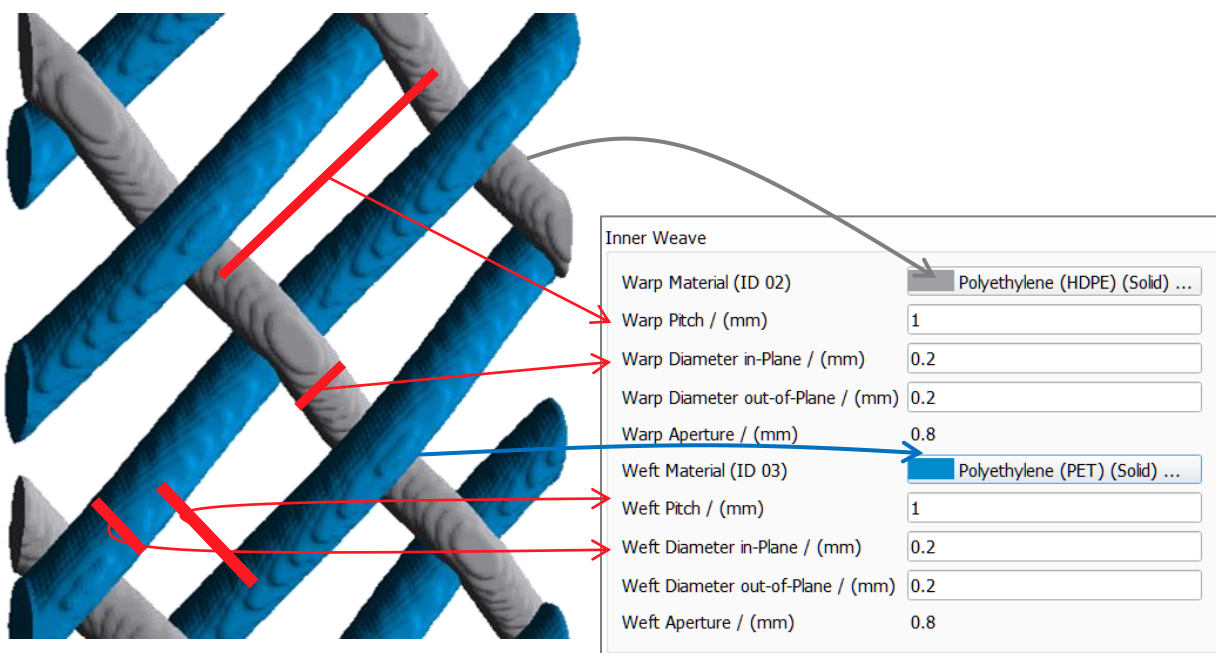 Inner Weave
Warp Material (ID 02) Polyethylene (HDPE) (Solid) ...
Warp Pitch / (mm) 1
Warp Diameter in-Plane / (mm) 0.2
Warp Diameter out-of-Plane / (mm) 0.2
Warp Aperture / (mm) 0.8
Weft Material (ID 03) Polyethylene (PET) (Solid) ...
Weft Pitch / (mm) 1
Weft Diameter in-Plane / (mm) 0.2
Weft Diameter out-of-Plane / (mm) 0.2
Weft Aperture / (mm) 0.8